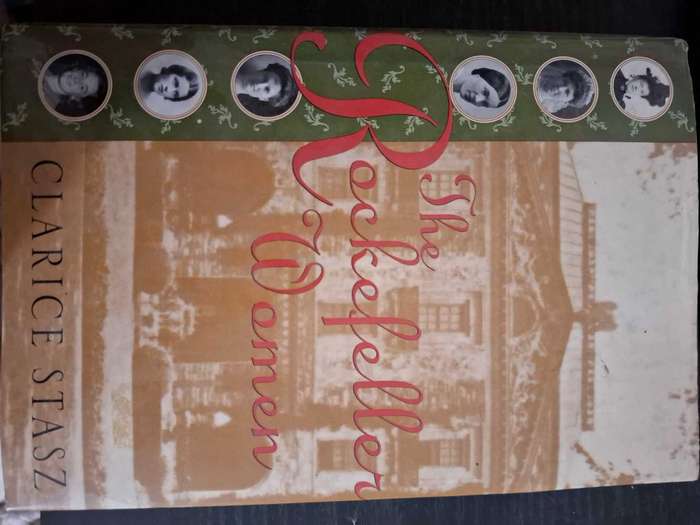 The
Rockefeller
Women
CLARICE STASZ